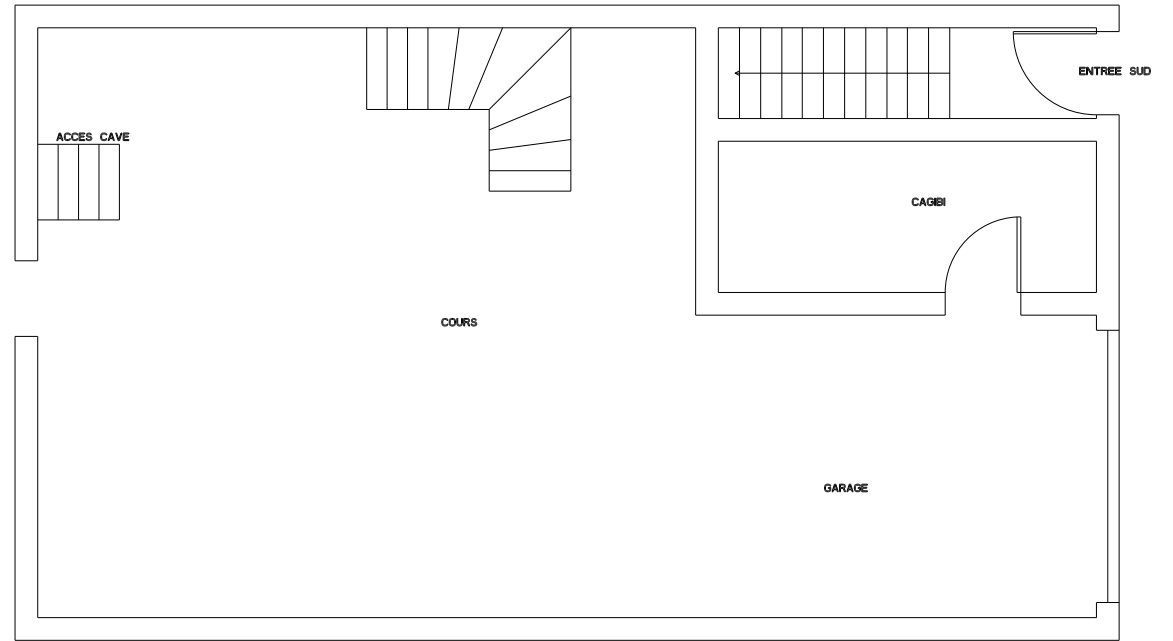 ENTREE SUD
ACCES CAVE
CAGIBI
COURS
GARAGE